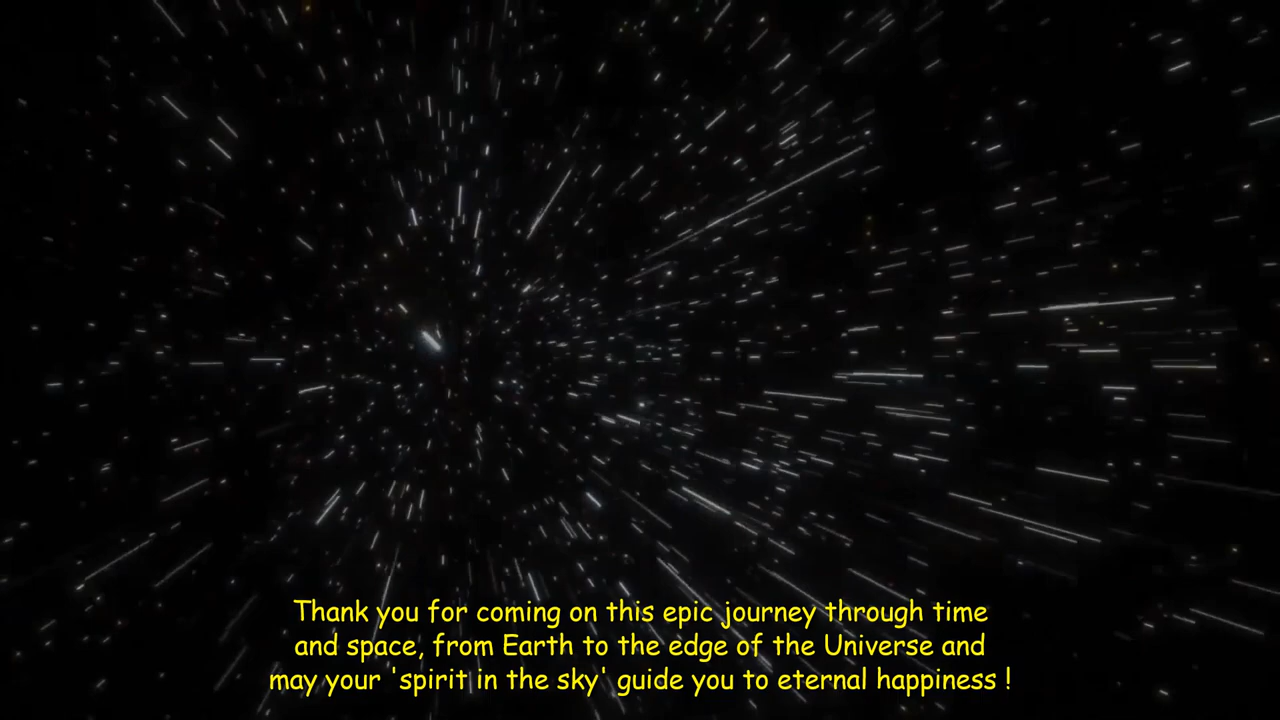 Thank you for coming on this epic journey through time
and space, from Earth to the edge of the Universe and
may your 'spirit in the sky' guide you to eternal happiness !